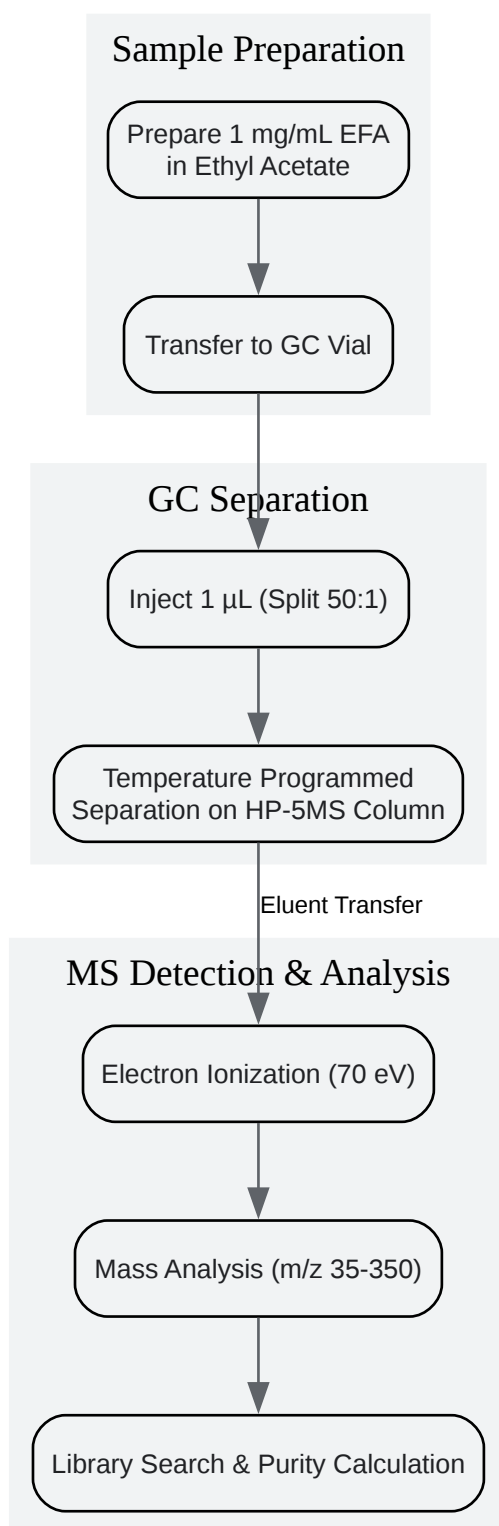 Sample Preparation
Prepare 1 mg/mL EFA
in Ethyl Acetate
Transfer to GC Vial
GC Separation
Inject 1 µL (Split 50:1)
Temperature Programmed
Separation on HP-5MS Column
Eluent Transfer
MS Detection & Analysis
Electron Ionization (70 eV)
Mass Analysis (m/z 35-350)
Library Search & Purity Calculation